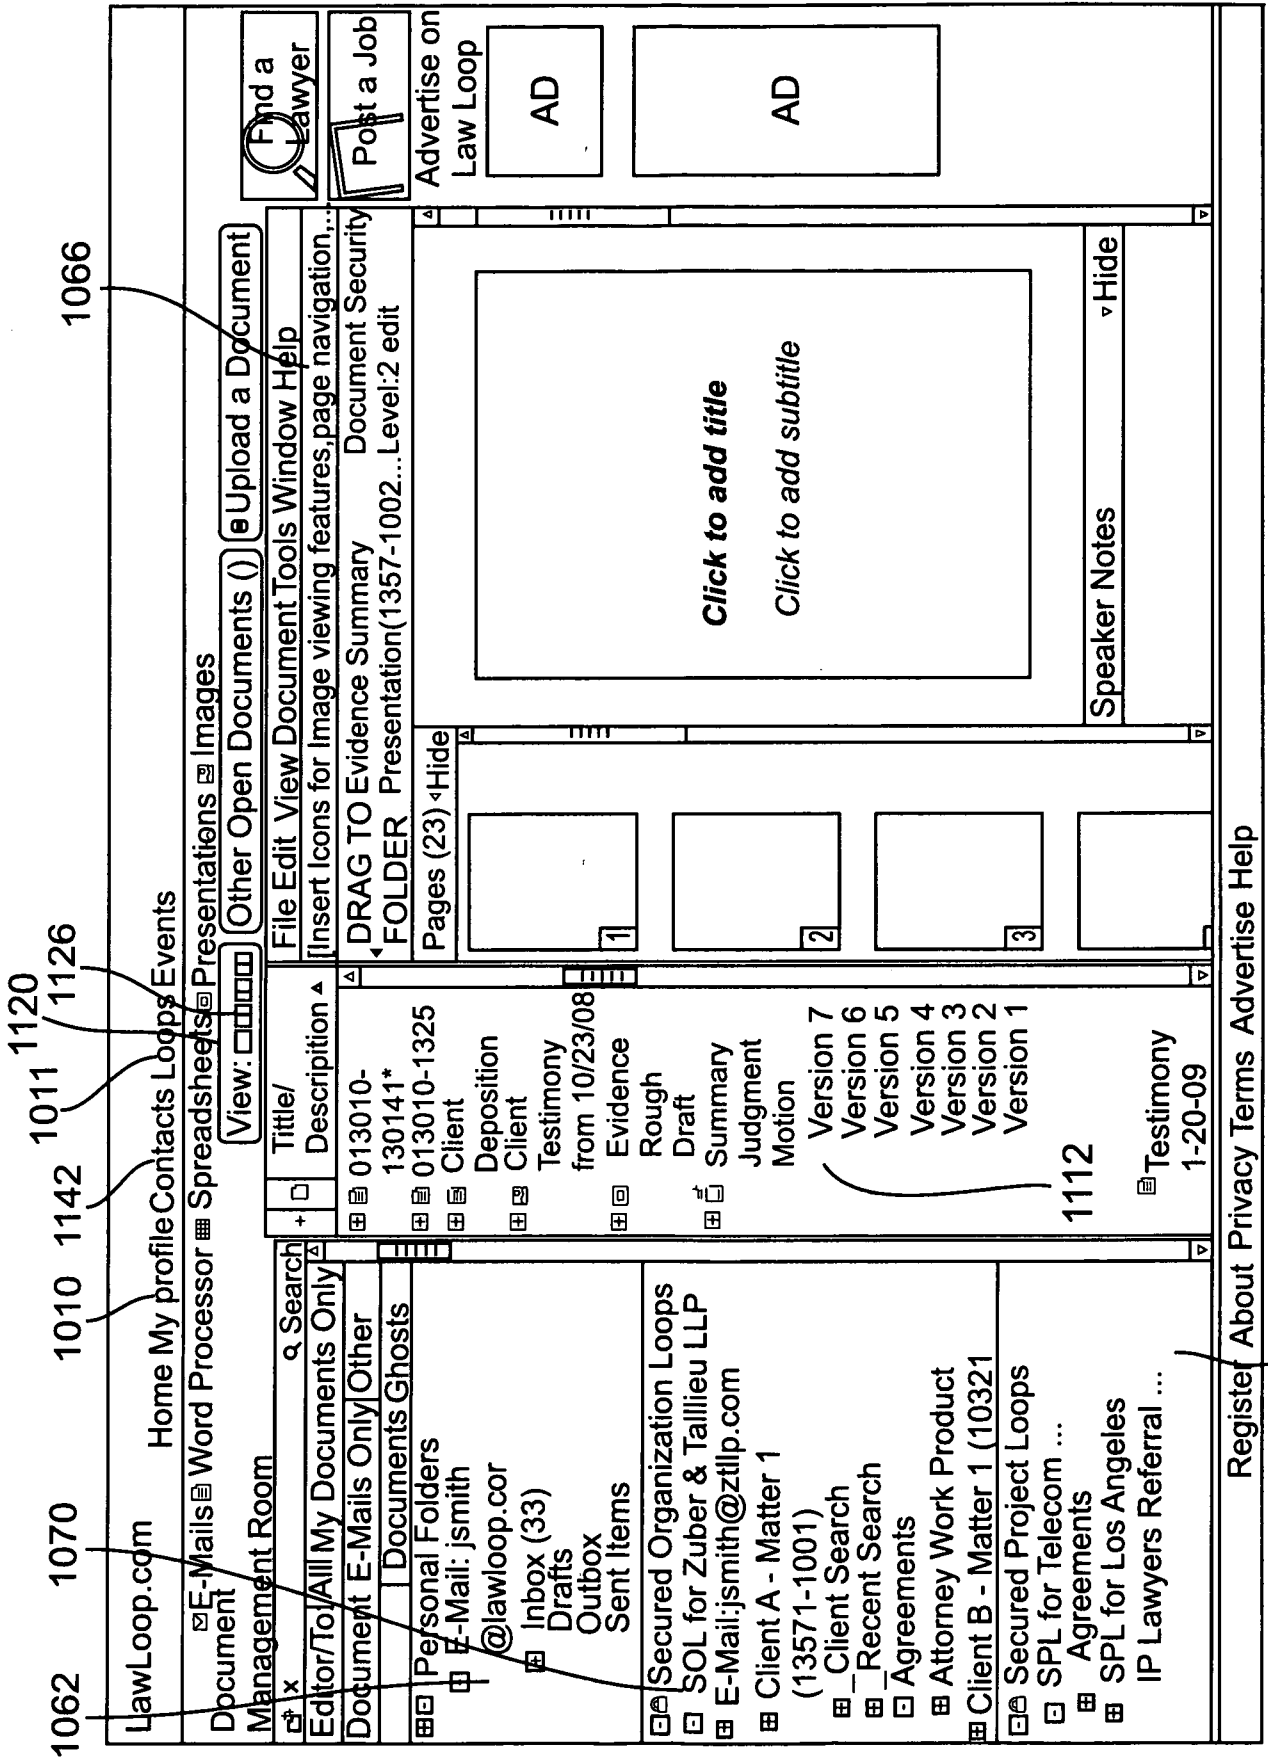 1062
1070
1010
1142
1011
1120
1126
1066
LawLoop.com
Home My profile Contacts Loops Events
E-Mails Word Processor Spreadsheets Presentations Images
Document
Management Room
View:
Other Open Documents ()
Upload a Document
Find a
Lawyer
Post a Job
Advertise on
Law Loop
AD
AD
x
Search
Editor/Tol/All My Documents Only
Document E-Mails Only Other
Documents Ghosts
Personal Folders
E-Mail: jsmith
@lawloop.cor
Inbox (33)
Drafts
Outbox
Sent Items
Secured Organization Loops
SOL for Zuber & Talllieu LLP
E-Mail:jsmith@ztllp.com
Client A - Matter 1
(13571-1001)
_Client Search
_Recent Search
Agreements
Attorney Work Product
Client B - Matter 1 (10321
Secured Project Loops
SPL for Telecom ...
Agreements
SPL for Los Angeles
IP Lawyers Referral ...
+
Tittle/
Descripition
013010-
130141*
013010-1325
Client
Deposition
Client
Testimony
from 10/23/08
Evidence
Rough
Draft
Summary
Judgment
Motion
Version 7
Version 6
Version 5
Version 4
Version 3
Version 2
Version 1
1112
Testimony
1-20-09
File Edit View Document Tools Window Help
[Insert Icons for Image viewing features,page navigation,...
DRAG TO
FOLDER
Evidence Summary
Presentation(1357-1002...
Document Security
Level:2 edit
Pages (23) Hide
1
2
3
Click to add title
Click to add subtitle
Speaker Notes
Hide
Register About Privacy Terms Advertise Help